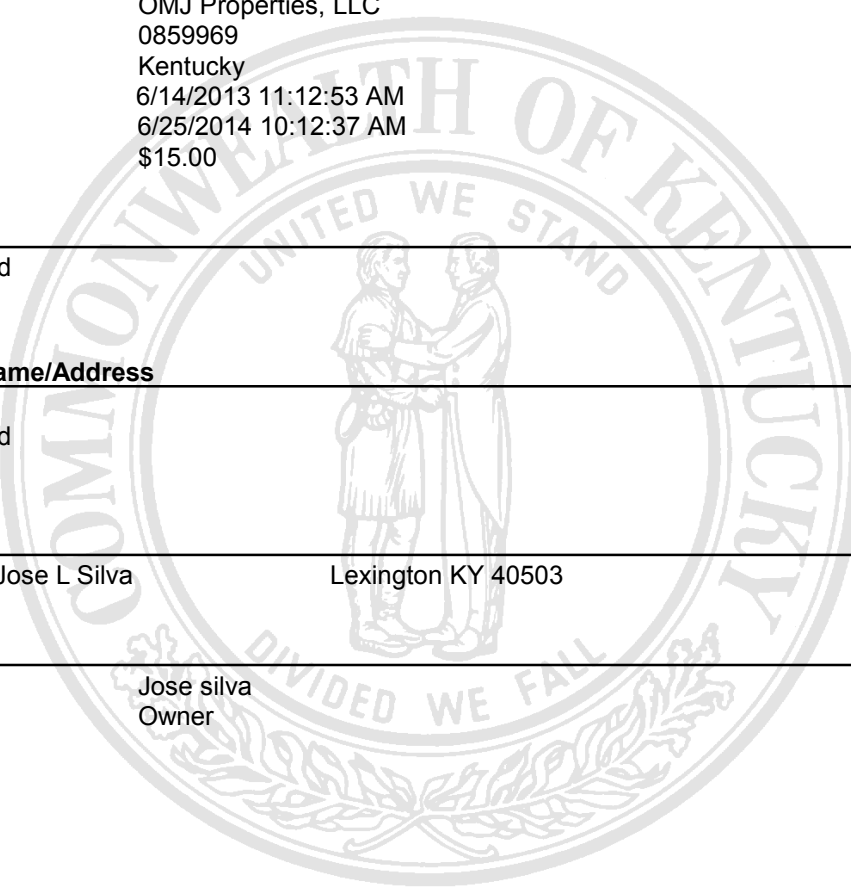 OMJ Properties, LLC
0859969
Kentucky
6/14/2013 11:12:53 AM
6/25/2014 10:12:37 AM
$15.00
COMMONWEALTH OF KENTUCKY
UNITED WE STAND
d
ame/Address
d
Jose L Silva Lexington KY 40503
DIVIDED WE FALL
Jose silva
Owner